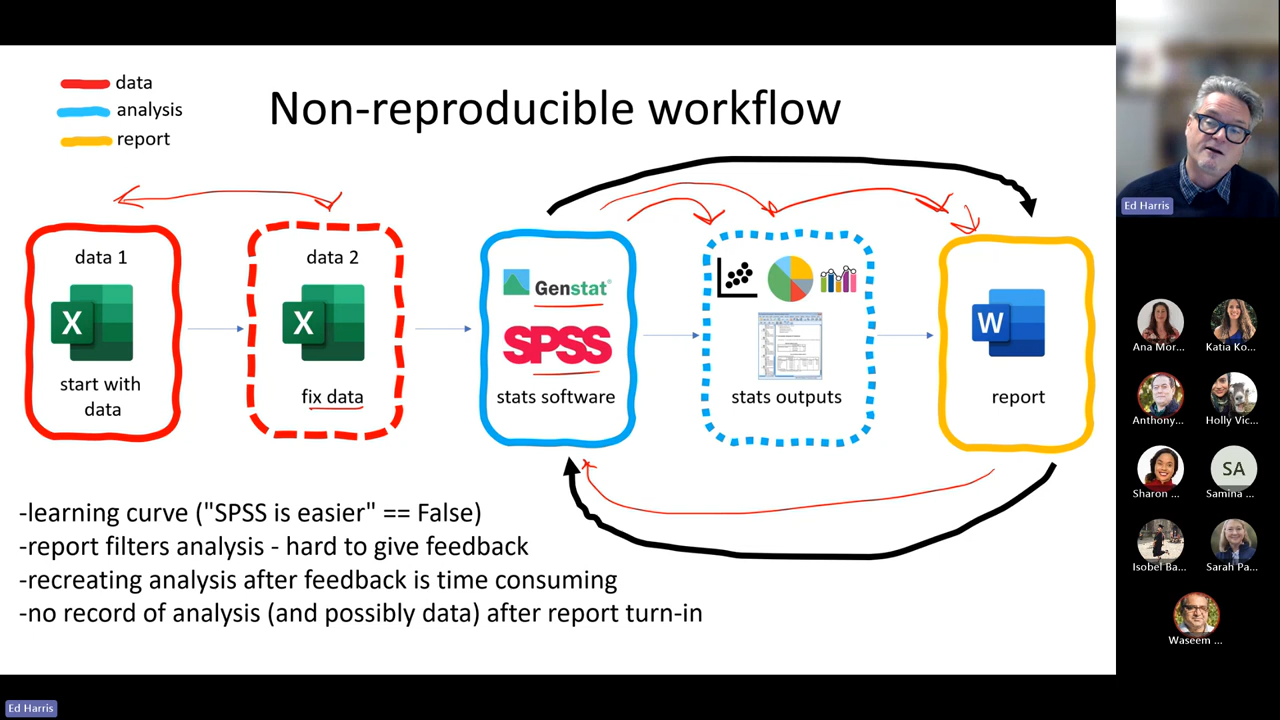 data
analysis
report
Non-reproducible workflow
data 1
X
start with
data
data 2
X
fix data
Genstat
SPSS
stats software
stats outputs
W
report
-learning curve ("SPSS is easier" == False)
-report filters analysis - hard to give feedback
-recreating analysis after feedback is time consuming
-no record of analysis (and possibly data) after report turn-in
Ed Harris
Ana Mor...
Katia Ko...
Anthony...
Holly Vic...
Sharon ...
SA
Samina ...
Isobel Ba...
Sarah Pa...
Waseem ...
Ed Harris